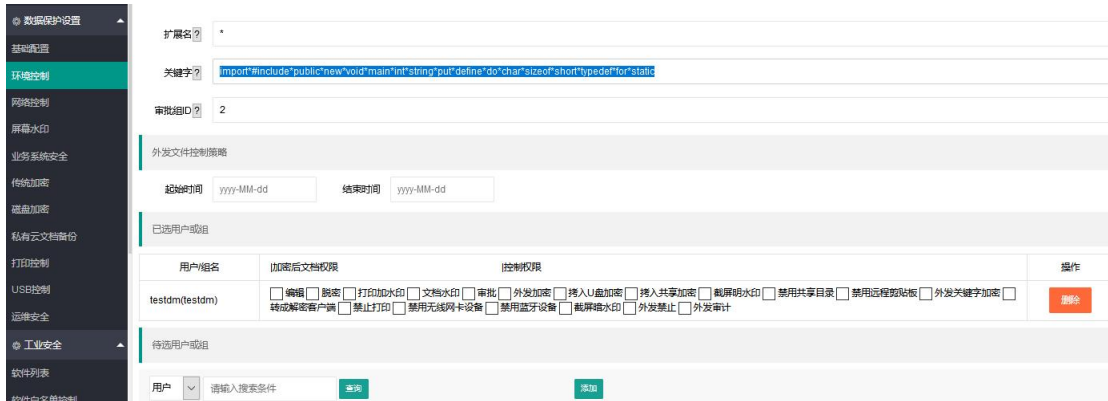 数据保护设置
基础配置
环境控制
网络控制
屏幕水印
业务系统安全
传统加密
磁盘加密
私有云文档备份
打印控制
USB控制
运维安全
工业安全
软件列表
软件白名单控制
扩展名 ? *
关键字 ? import*#include*public*new*void*main*int*string*put*define*do*char*sizeof*short*typedef*for*static
审批组ID ? 2
外发文件控制策略
起始时间 yyyy-MM-dd 结束时间 yyyy-MM-dd
已选用户或组
用户/组名 |加密后文档权限 |控制权限 操作
testdm(testdm) 编辑 脱密 打印加水印 文档水印 审批 外发加密 拷入U盘加密 拷入共享加密 截屏明水印 禁用共享目录 禁用远程剪贴板 外发关键字加密
转成解密客户端 禁止打印 禁用无线网卡设备 禁用蓝牙设备 截屏暗水印 外发禁止 外发审计 删除
待选用户或组
用户 请输入搜索条件 查询 添加